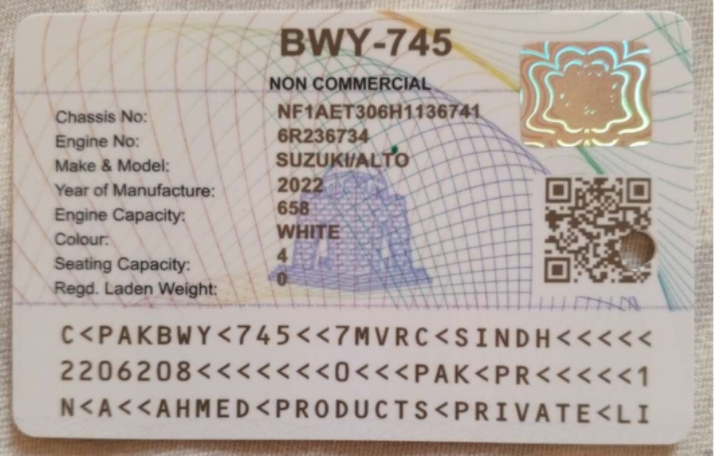 BWY-745
NON COMMERCIAL
Chassis No: NF1AET306H1136741
Engine No: 6R236734
Make & Model: SUZUKI/ALTO
Year of Manufacture: 2022
Engine Capacity: 658
Colour: WHITE
Seating Capacity: 4
Regd. Laden Weight: 0
C<PAKBWY<745<<7MVRC<SINDH<<<<<
2206208<<<<<<<0<<<PAK<PR<<<<<1
N<A<<AHMED<PRODUCTS<PRIVATE<LI